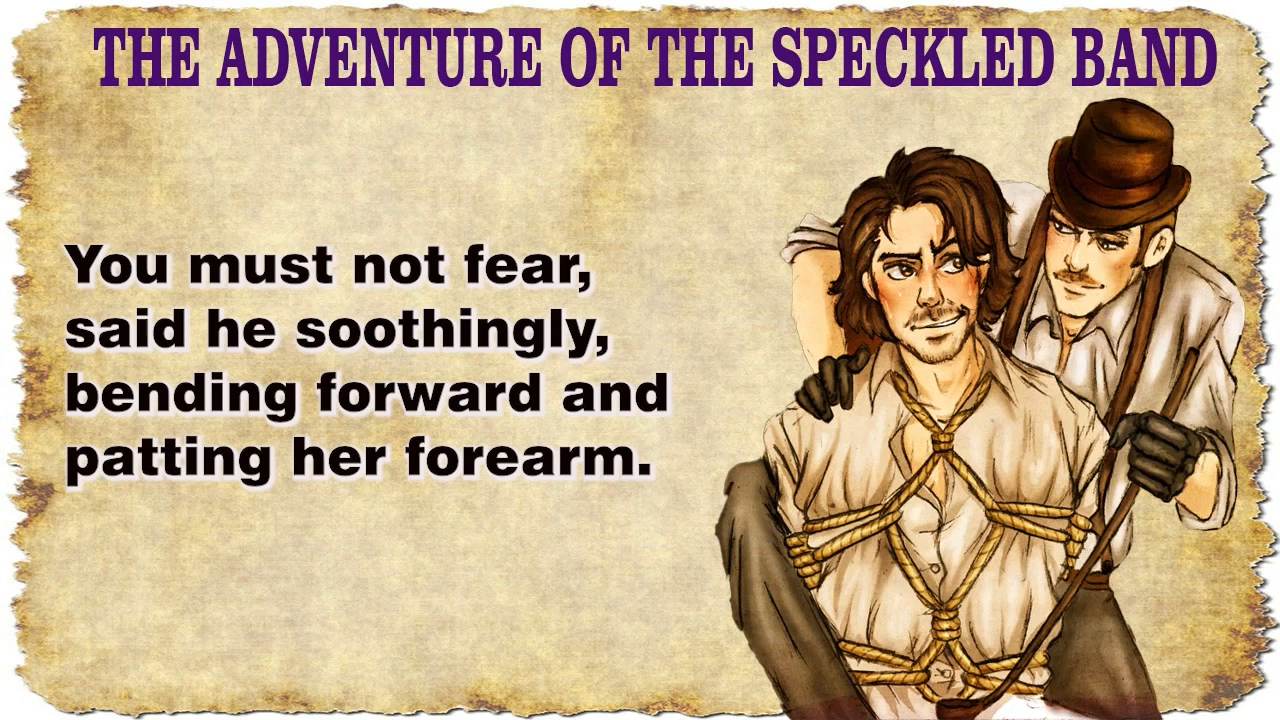 THE ADVENTURE OF THE SPECKLED BAND
You must not fear,
said he soothingly,
bending forward and
patting her forearm.